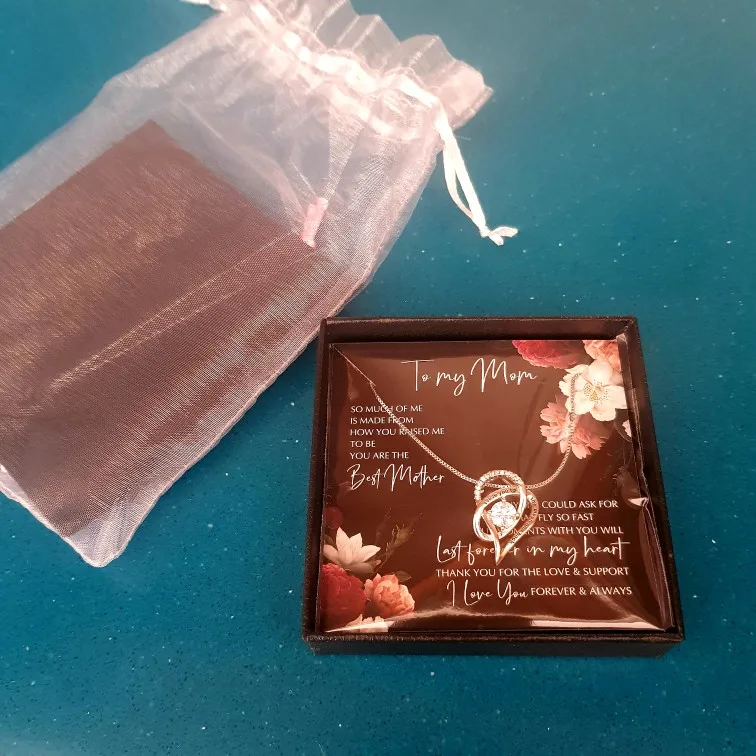 To my Mom
SO MUCH OF ME
IS MADE FROM
HOW YOU RAISED ME
TO BE
YOU ARE THE
Best Mother
COULD ASK FOR
FLY SO FAST
WITH YOU WILL
Last forever in my heart
THANK YOU FOR THE LOVE & SUPPORT
I Love You FOREVER & ALWAYS